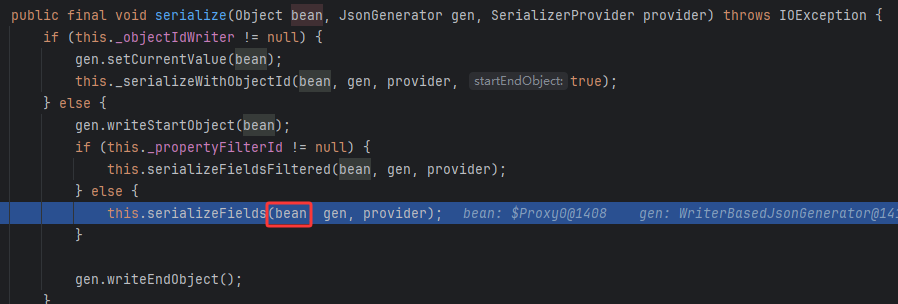 public final void serialize(Object bean, JsonGenerator gen, SerializerProvider provider) throws IOException {
if (this._objectIdWriter != null) {
gen.setCurrentValue(bean);
this._serializeWithObjectId(bean, gen, provider, startEndObject: true);
} else {
gen.writeStartObject(bean);
if (this._propertyFilterId != null) {
this.serializeFieldsFiltered(bean, gen, provider);
} else {
this.serializeFields(bean gen, provider); bean: $Proxy0@1408 gen: WriterBasedJsonGenerator@141
}
gen.writeEndObject();
}